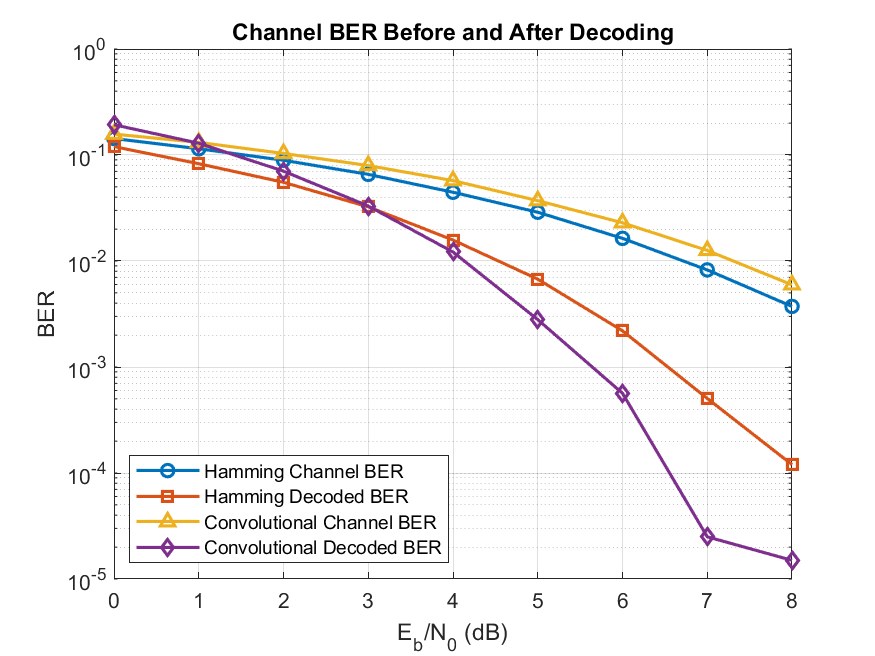 Channel BER Before and After Decoding
10^0
10^-1
10^-2
10^-3
10^-4
10^-5
BER
Hamming Channel BER
Hamming Decoded BER
Convolutional Channel BER
Convolutional Decoded BER
0 1 2 3 4 5 6 7 8
E_b/N_0 (dB)